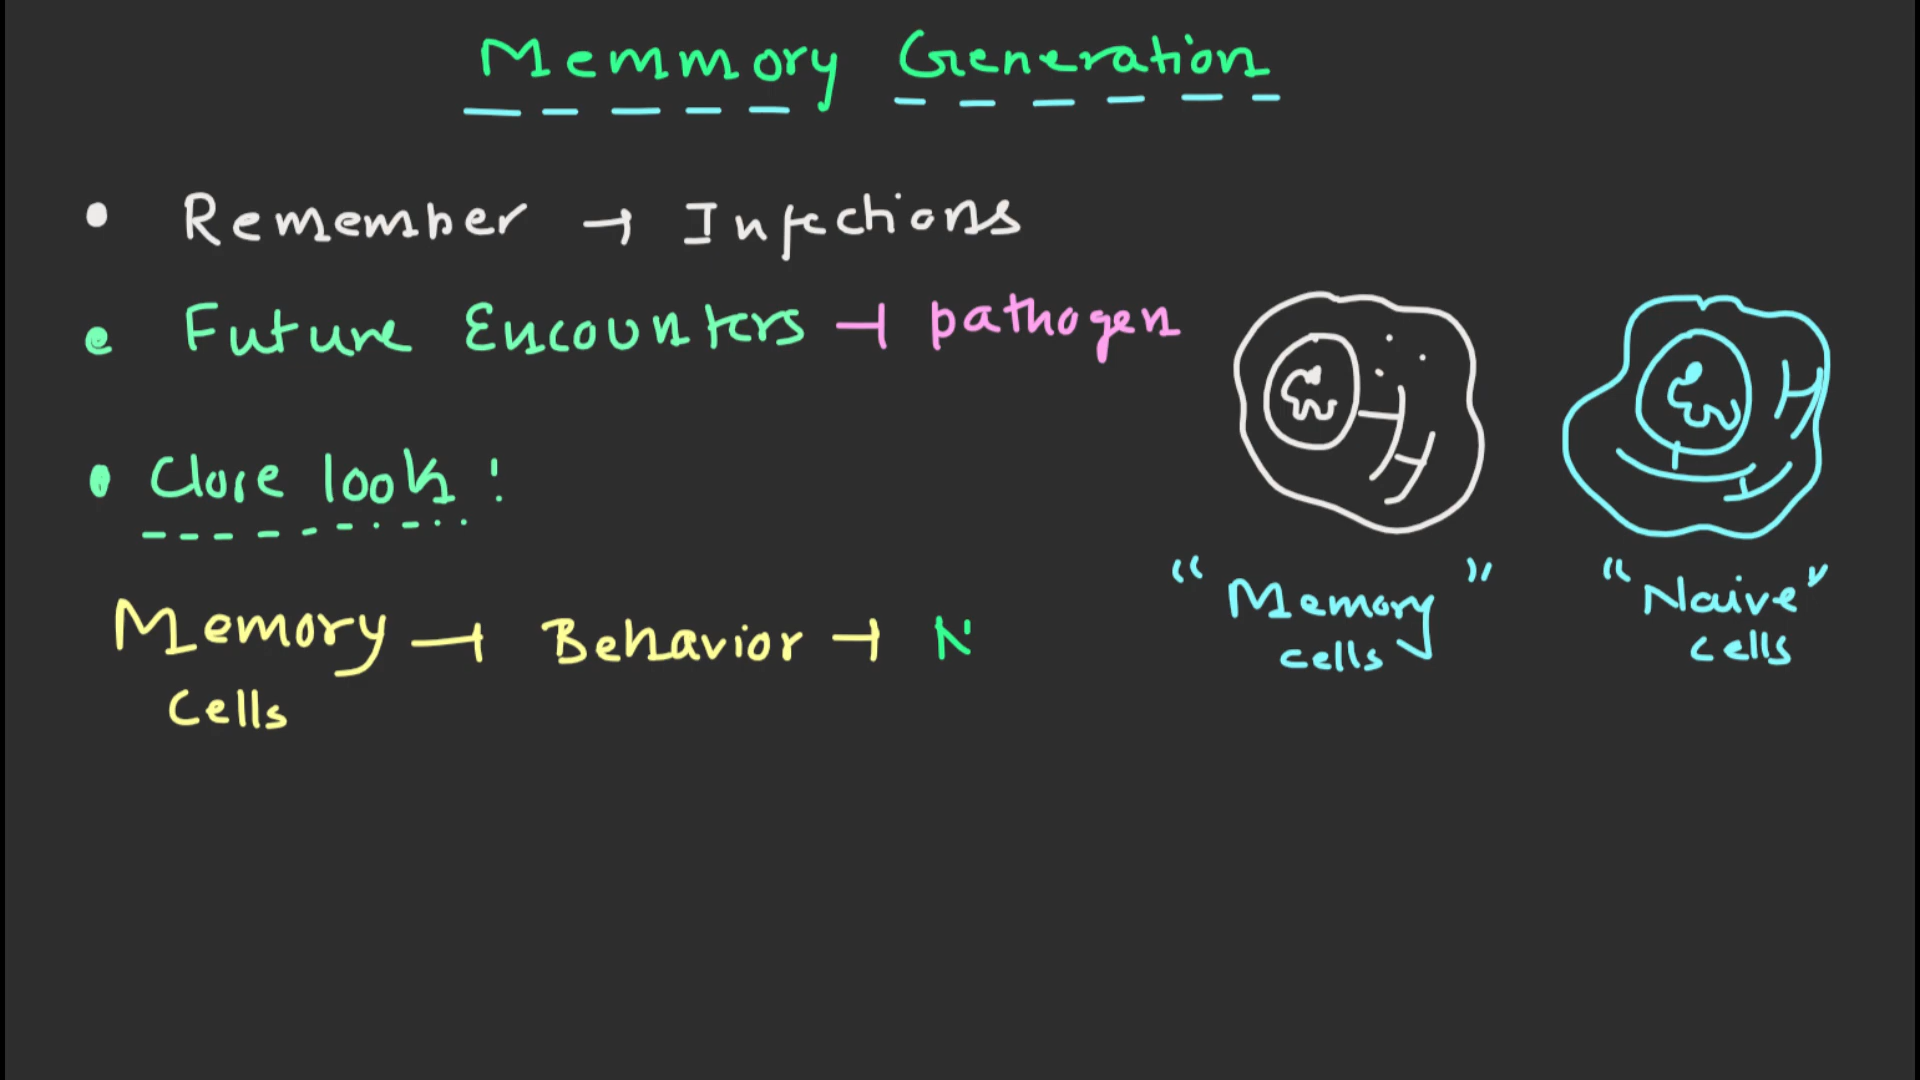 Memmory Generation
• Remember → Infections
• Future Encounters → pathogen
• Close look :
Memory → Behavior → N
cells
"Memory"
cells
"Naive"
cells